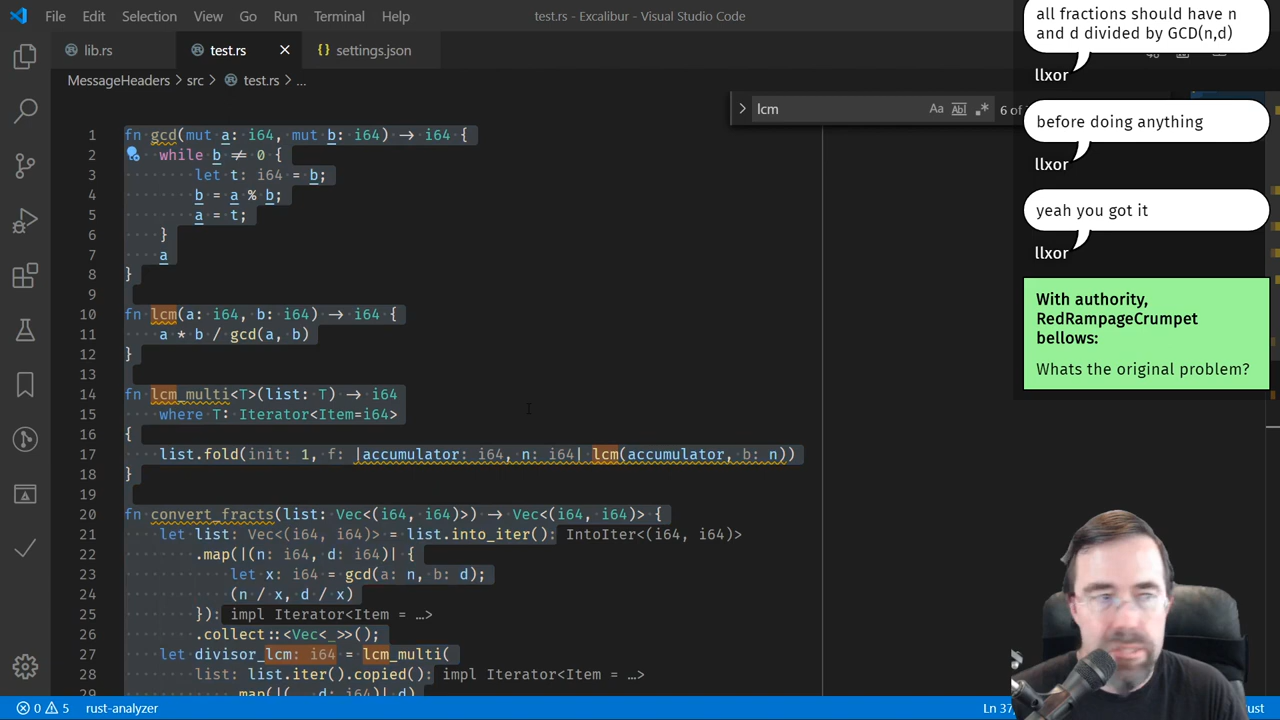 File Edit Selection View Go Run Terminal Help
test.rs - Excalibur - Visual Studio Code
lib.rs
test.rs
settings.json
MessageHeaders > src > test.rs > ...
lcm
Aa Abl .*
6 of
1 fn gcd(mut a: i64, mut b: i64) → i64 {
2 while b ≠ 0 {
3 let t: i64 = b;
4 b = a % b;
5 a = t;
6 }
7 a
8 }
9
10 fn lcm(a: i64, b: i64) → i64 {
11 a * b / gcd(a, b)
12 }
13
14 fn lcm_multi<T>(list: T) → i64
15 where T: Iterator<Item=i64>
16 {
17 list.fold(init: 1, f: |accumulator: i64, n: i64| lcm(accumulator, b: n))
18 }
19
20 fn convert_fracts(list: Vec<(i64, i64)>) → Vec<(i64, i64)> {
21 let list: Vec<(i64, i64)> = list.into_iter(): IntoIter<(i64, i64)>
22 .map(|(n: i64, d: i64)| {
23 let x: i64 = gcd(a: n, b: d);
24 (n / x, d / x)
25 }): impl Iterator<Item = …>
26 .collect::<Vec<_>>();
27 let divisor_lcm: i64 = lcm_multi(
28 list: list.iter().copied(): impl Iterator<Item = …>
29 .map(|(_, d: i64)| d)
0 5 rust-analyzer
Ln 37,
all fractions should have n
and d divided by GCD(n,d)
llxor
before doing anything
llxor
yeah you got it
llxor
With authority,
RedRampageCrumpet
bellows:
Whats the original problem?